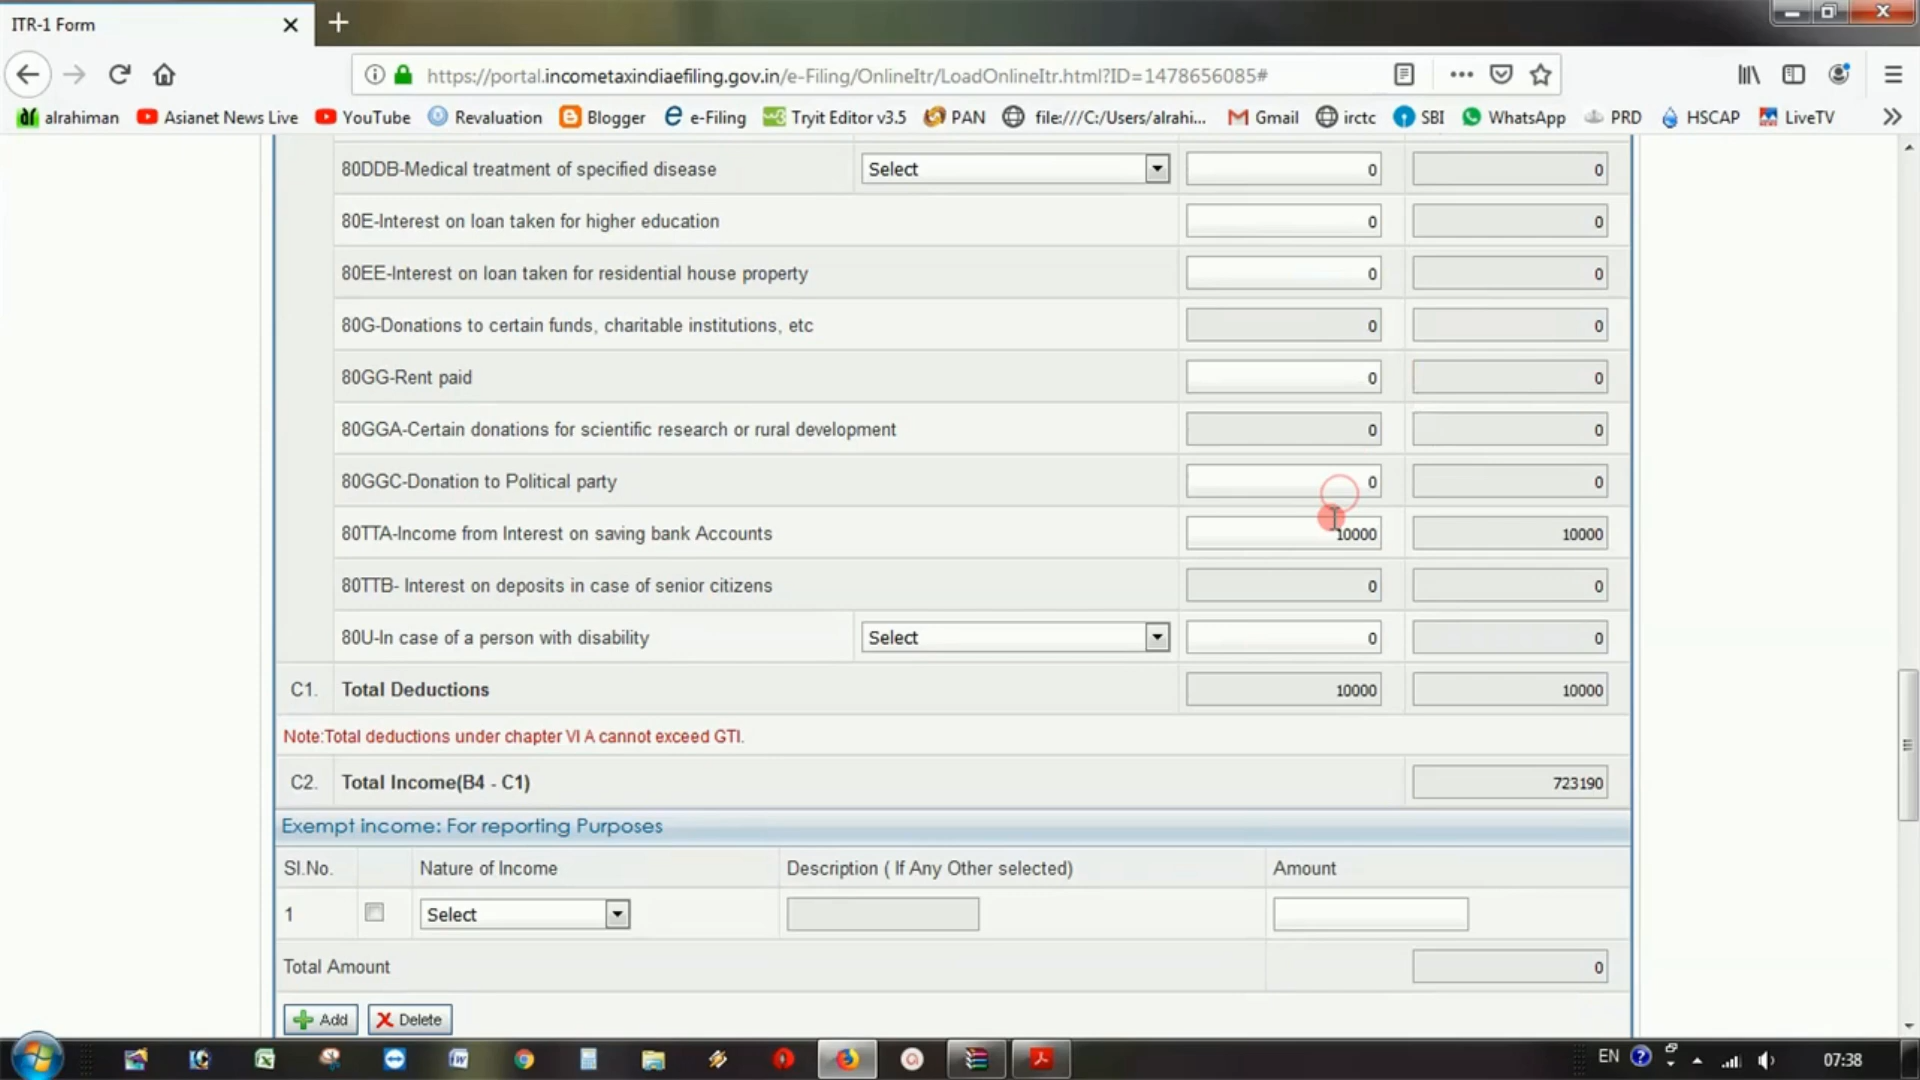 ITR-1 Form
https://portal.incometaxindiaefiling.gov.in/e-Filing/OnlineItr/LoadOnlineItr.html?ID=1478656085#
alrahiman Asianet News Live YouTube Revaluation Blogger e-Filing Tryit Editor v3.5 PAN file:///C:/Users/alrahi... Gmail irctc SBI WhatsApp PRD HSCAP LiveTV
80DDB-Medical treatment of specified disease Select 0 0
80E-Interest on loan taken for higher education 0 0
80EE-Interest on loan taken for residential house property 0 0
80G-Donations to certain funds, charitable institutions, etc 0 0
80GG-Rent paid 0 0
80GGA-Certain donations for scientific research or rural development 0 0
80GGC-Donation to Political party 0 0
80TTA-Income from Interest on saving bank Accounts 10000 10000
80TTB- Interest on deposits in case of senior citizens 0 0
80U-In case of a person with disability Select 0 0
C1. Total Deductions 10000 10000
Note:Total deductions under chapter VI A cannot exceed GTI.
C2. Total Income(B4 - C1) 723190
Exempt income: For reporting Purposes
Sl.No. Nature of Income Description ( If Any Other selected) Amount
1 Select
Total Amount 0
Add Delete
EN 07:38